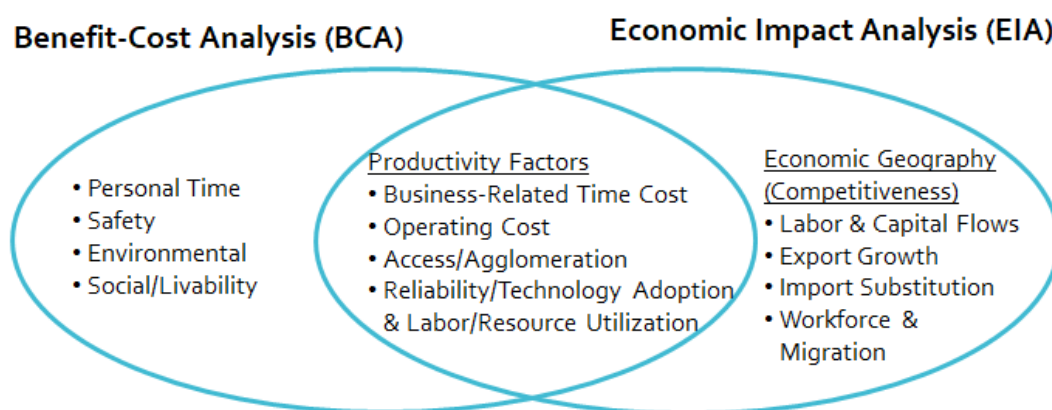 Benefit-Cost Analysis (BCA)
Economic Impact Analysis (EIA)
• Personal Time
• Safety
• Environmental
• Social/Livability
Productivity Factors
• Business-Related Time Cost
• Operating Cost
• Access/Agglomeration
• Reliability/Technology Adoption
& Labor/Resource Utilization
Economic Geography
(Competitiveness)
• Labor & Capital Flows
• Export Growth
• Import Substitution
• Workforce &
Migration